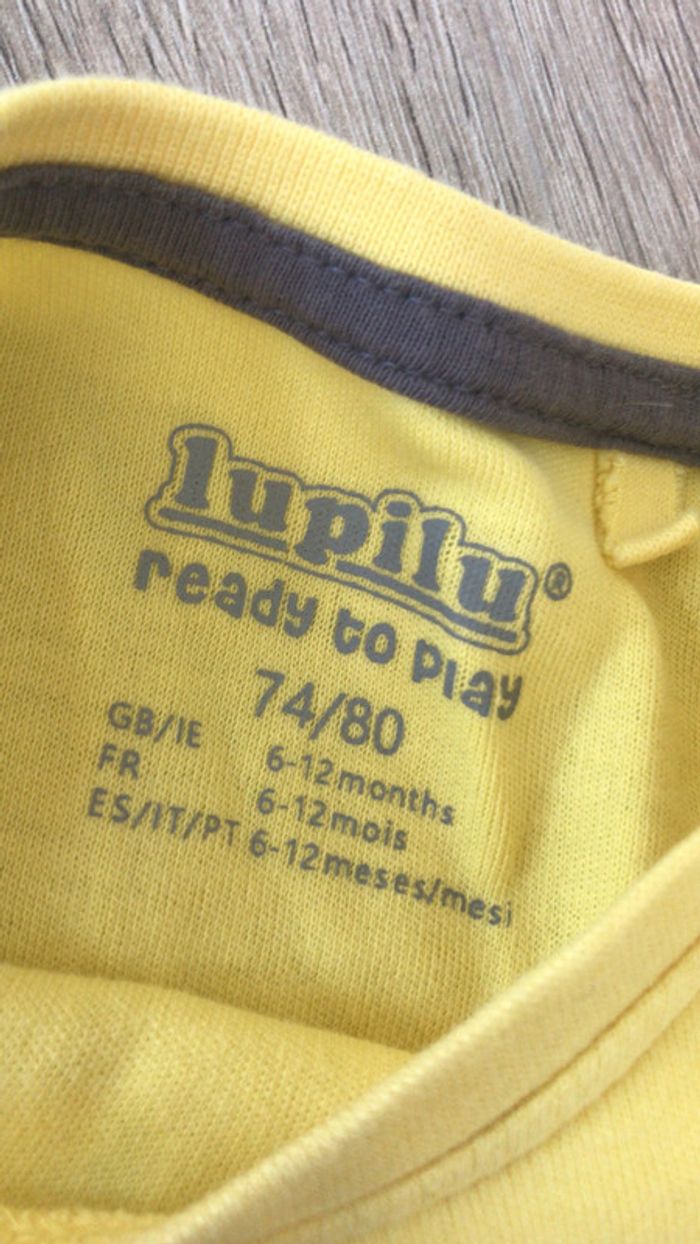 lupilu®
ready to play
74/80
GB/IE 6-12months
FR 6-12mois
ES/IT/PT 6-12meses/mesi